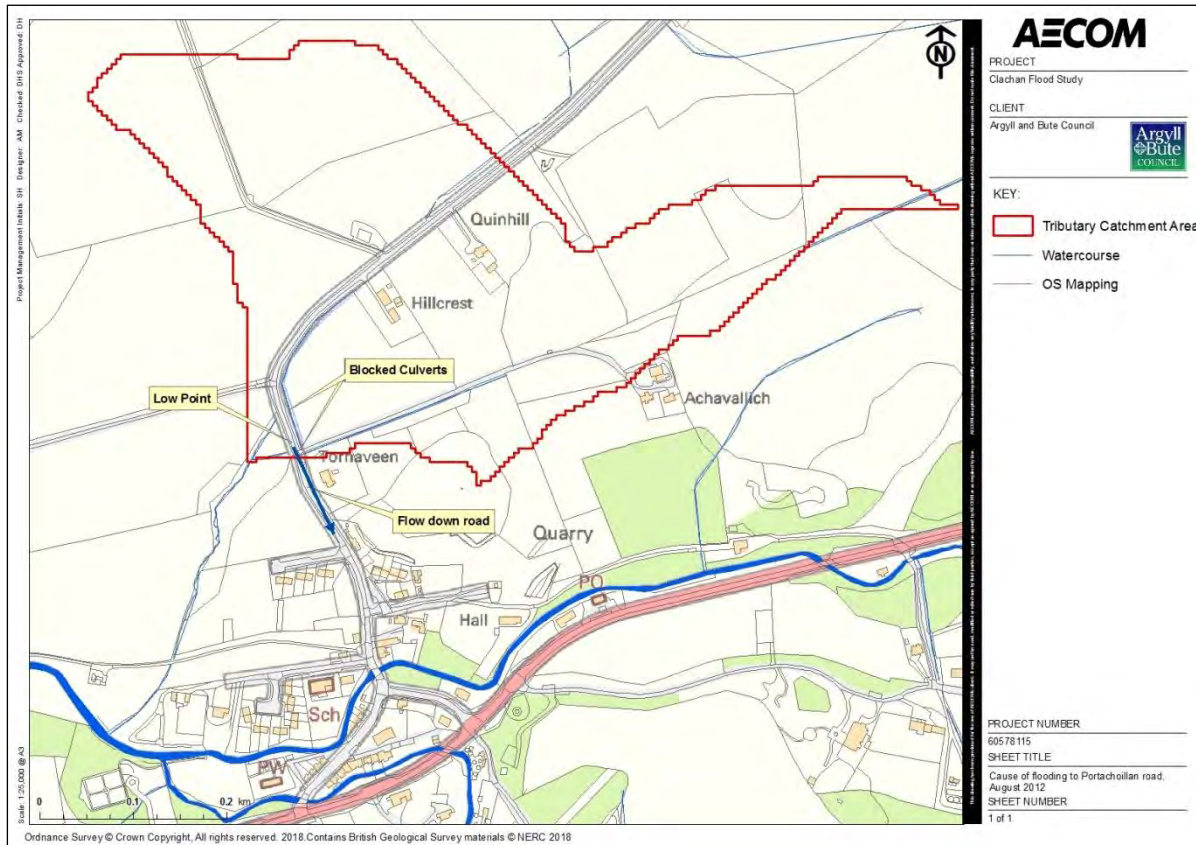 Project Management Initials: SH Designer: AM Checked: DHS Approved: DH
Scale: 1:25,000 @ A3
Quinhill
Hillcrest
Blocked Culverts
Low Point
Achavallich
Tornaveen
Flow down road
Quarry
PO
Hall
Sch
0 0.1 0.2 km
N
AECOM
PROJECT
Clachan Flood Study
CLIENT
Argyll and Bute Council
Argyll
&Bute
COUNCIL
KEY:
Tributary Catchment Area
Watercourse
OS Mapping
PROJECT NUMBER
60578115
SHEET TITLE
Cause of flooding to Portachoillan road,
August 2012
SHEET NUMBER
1 of 1
Ordnance Survey © Crown Copyright, All rights reserved. 2018.Contains British Geological Survey materials © NERC 2018